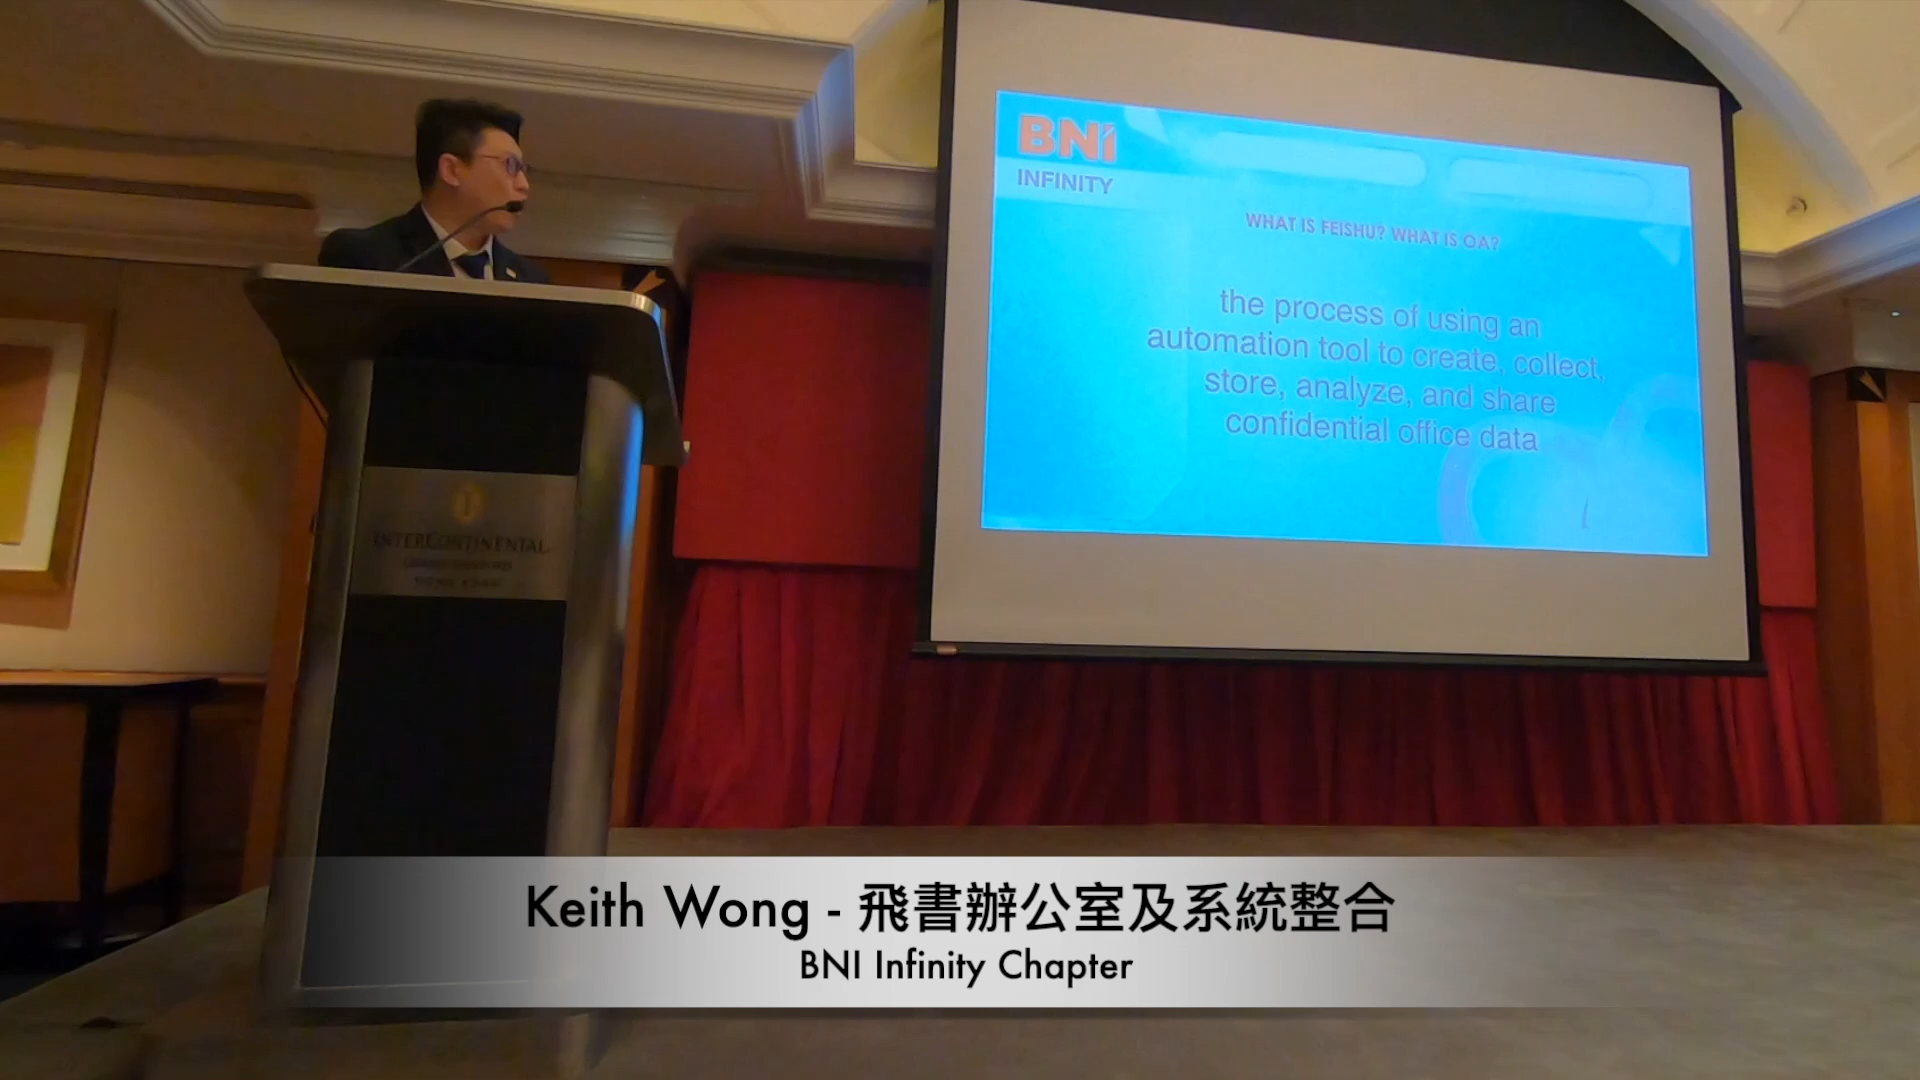 BNI
INFINITY
WHAT IS FEISHU? WHAT IS OA?
the process of using an
automation tool to create, collect,
store, analyze, and share
confidential office data
INTERCONTINENTAL
Keith Wong - 飛書辦公室及系統整合
BNI Infinity Chapter